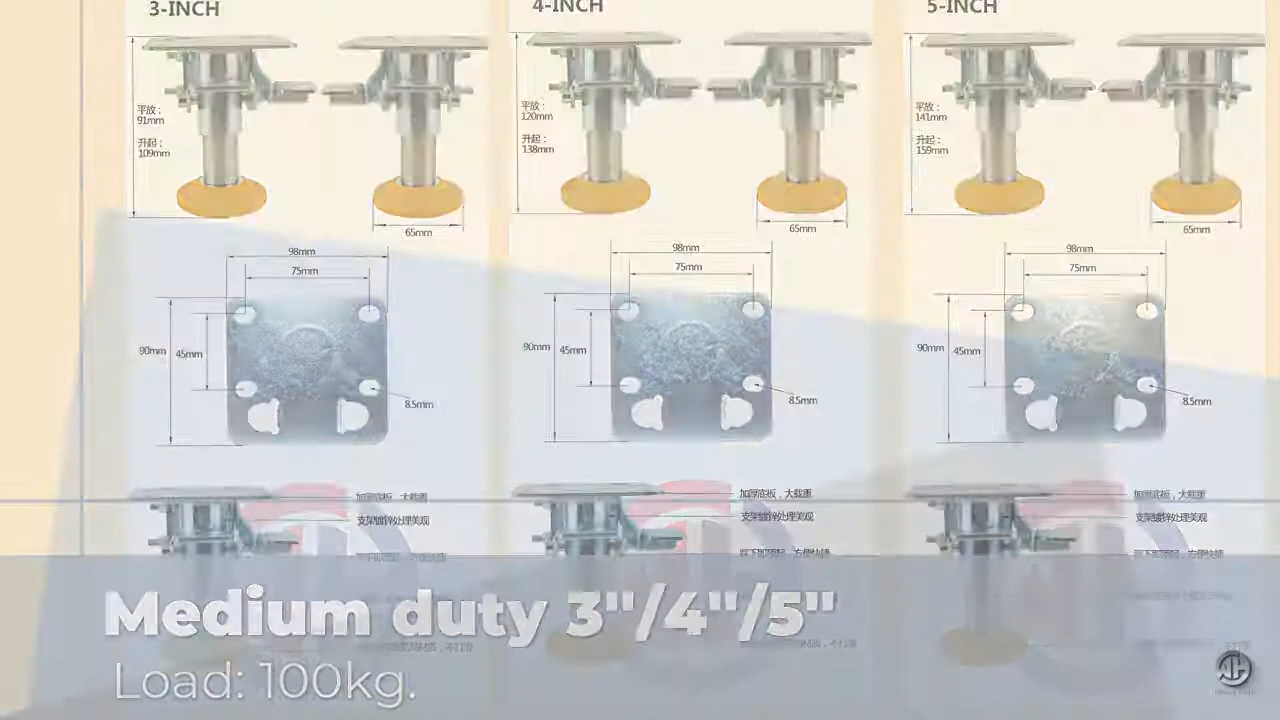 3-INCH
4-INCH
5-INCH
平放：
91mm
升起：
109mm
65mm
平放：
120mm
升起：
138mm
65mm
平放：
141mm
升起：
159mm
65mm
98mm
75mm
90mm
45mm
8.5mm
98mm
75mm
90mm
45mm
8.5mm
98mm
75mm
90mm
45mm
8.5mm
加厚底板，大载重
支架镀锌处理美观
加厚底板，大载重
支架镀锌处理美观
加厚底板，大载重
支架镀锌处理美观
Medium duty 3"/4"/5"
Load: 100kg.